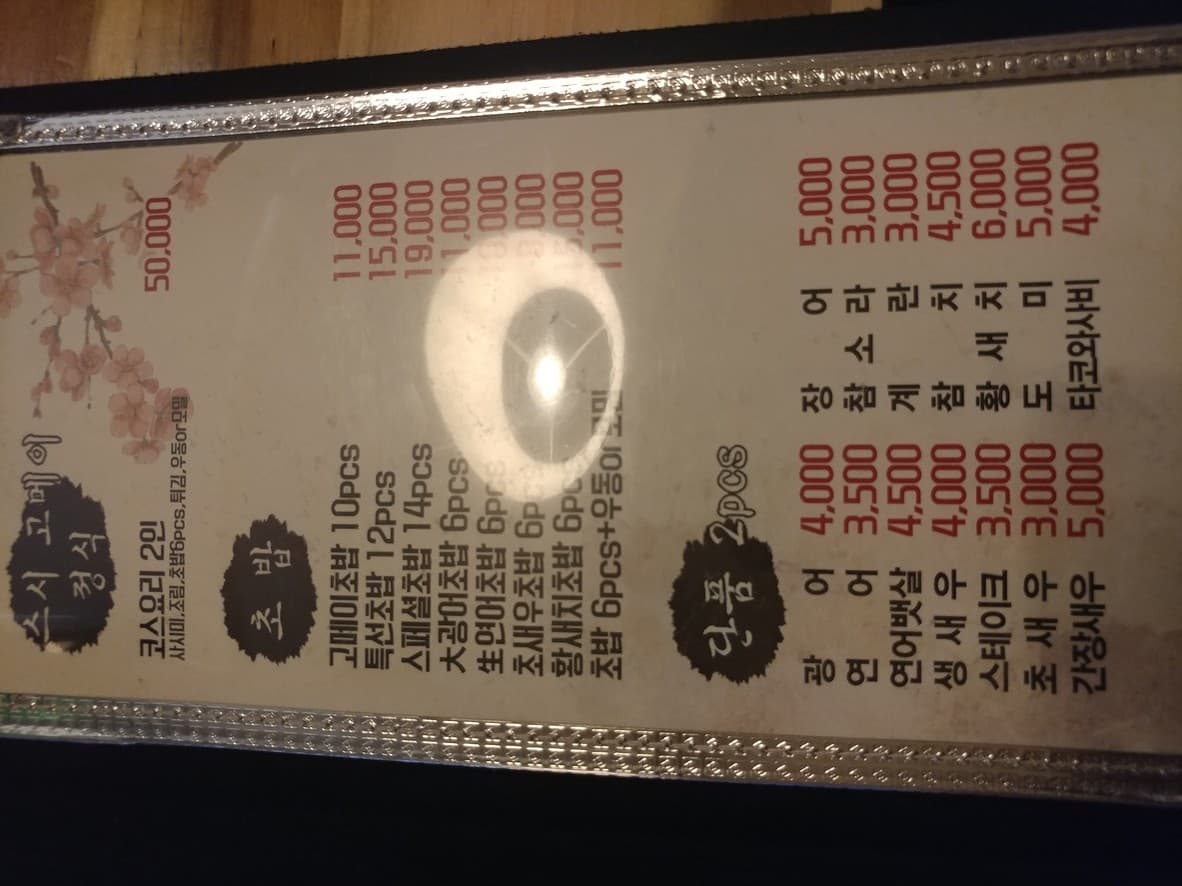 스시 고메이
정식
코스요리 2인 50,000
사시미,조림,초밥6pcs,튀김,우동or모밀
초밥
고메이초밥 10pcs 11,000
특선초밥 12pcs 15,000
스페셜초밥 14pcs 19,000
大광어초밥 6pcs 11,000
生연어초밥 6pcs
초새우초밥 6pcs
황새치초밥 6pcs
초밥 6pcs+우동or모밀 11,000
단품 2pcs
광 어 4,000 장 어 5,000
연 어 3,500 참 소 라 3,000
연어뱃살 4,500 계 란 3,000
생 새 우 4,000 참 치 4,500
스테이크 3,500 황 새 치 6,000
초 새 우 3,000 도 미 5,000
간장새우 5,000 타코와사비 4,000